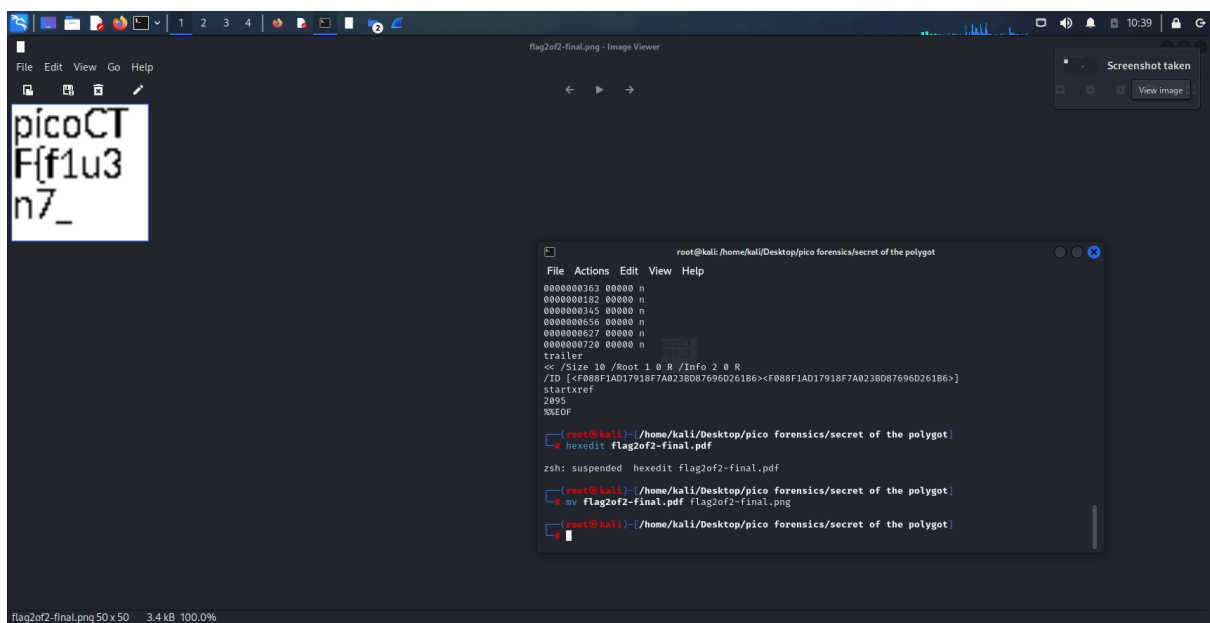 1 2 3 4 2 10:39
flag2of2-final.png - Image Viewer
File Edit View Go Help
Screenshot taken
View image
picoCT
F{f1u3
n7_
root@kali: /home/kali/Desktop/pico forensics/secret of the polygot
File Actions Edit View Help
0000000363 00000 n
0000000182 00000 n
0000000345 00000 n
0000000656 00000 n
0000000627 00000 n
0000000720 00000 n
trailer
<< /Size 10 /Root 1 0 R /Info 2 0 R
/ID [<F088F1AD17918F7A023BD87696D261B6><F088F1AD17918F7A023BD87696D261B6>]
startxref
2095
%%EOF
(root㉿kali)-[/home/kali/Desktop/pico forensics/secret of the polygot]
# hexedit flag2of2-final.pdf
zsh: suspended hexedit flag2of2-final.pdf
(root㉿kali)-[/home/kali/Desktop/pico forensics/secret of the polygot]
# mv flag2of2-final.pdf flag2of2-final.png
(root㉿kali)-[/home/kali/Desktop/pico forensics/secret of the polygot]
#
flag2of2-final.png 50 x 50 3.4 kB 100.0%